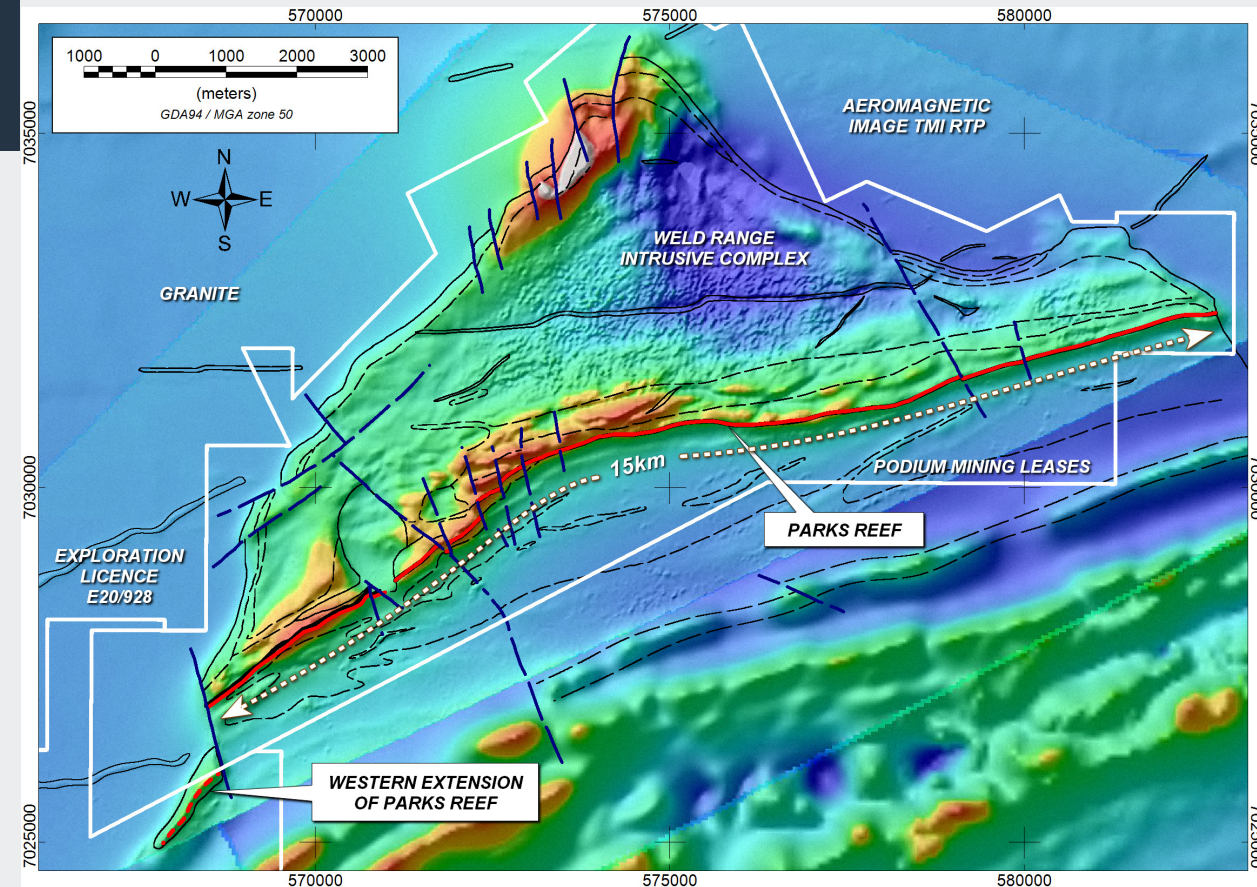 570000
575000
580000
1000 0 1000 2000 3000
(meters)
GDA94 / MGA zone 50
7035000
AEROMAGNETIC
IMAGE TMI RTP
N
W E
S
WELD RANGE
INTRUSIVE COMPLEX
GRANITE
15km
PODIUM MINING LEASES
7030000
PARKS REEF
EXPLORATION
LICENCE
E20/928
WESTERN EXTENSION
OF PARKS REEF
7025000
570000
575000
580000